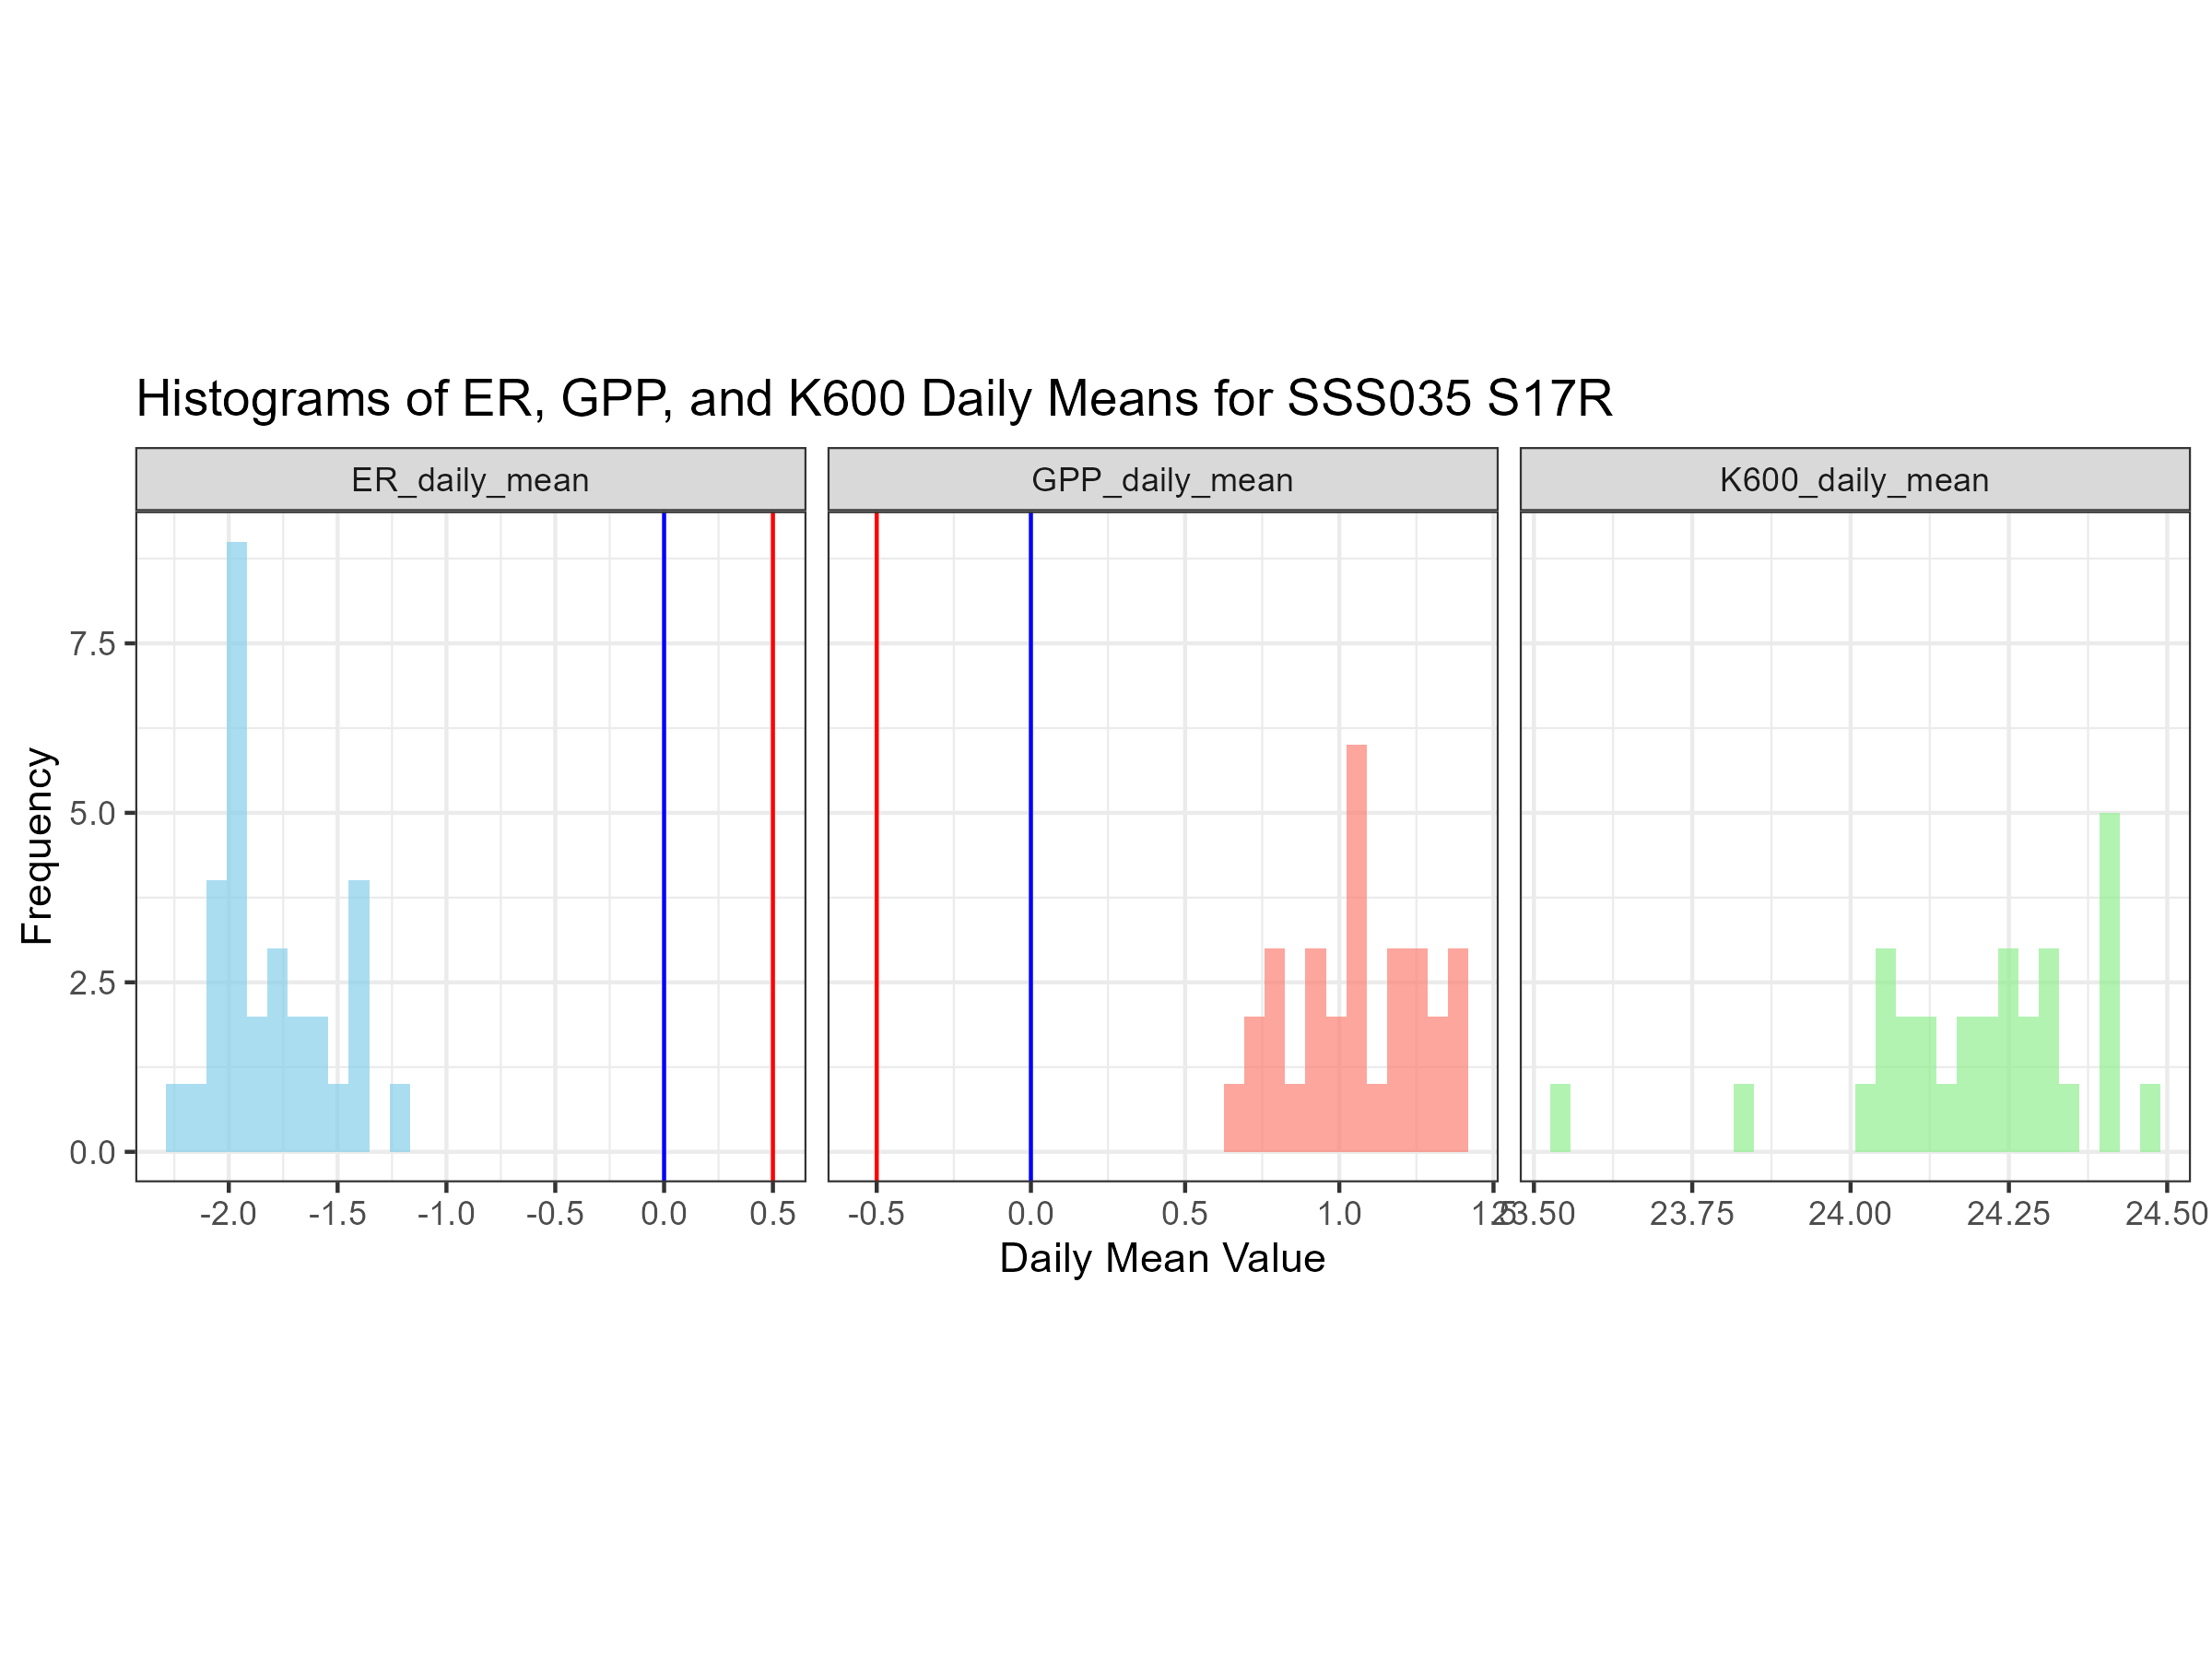 Histograms of ER, GPP, and K600 Daily Means for SSS035 S17R
ER_daily_mean GPP_daily_mean K600_daily_mean
Frequency
7.5
5.0
2.5
0.0
-2.0 -1.5 -1.0 -0.5 0.0 0.5 -0.5 0.0 0.5 1.0 1.5 23.50 23.75 24.00 24.25 24.50
Daily Mean Value